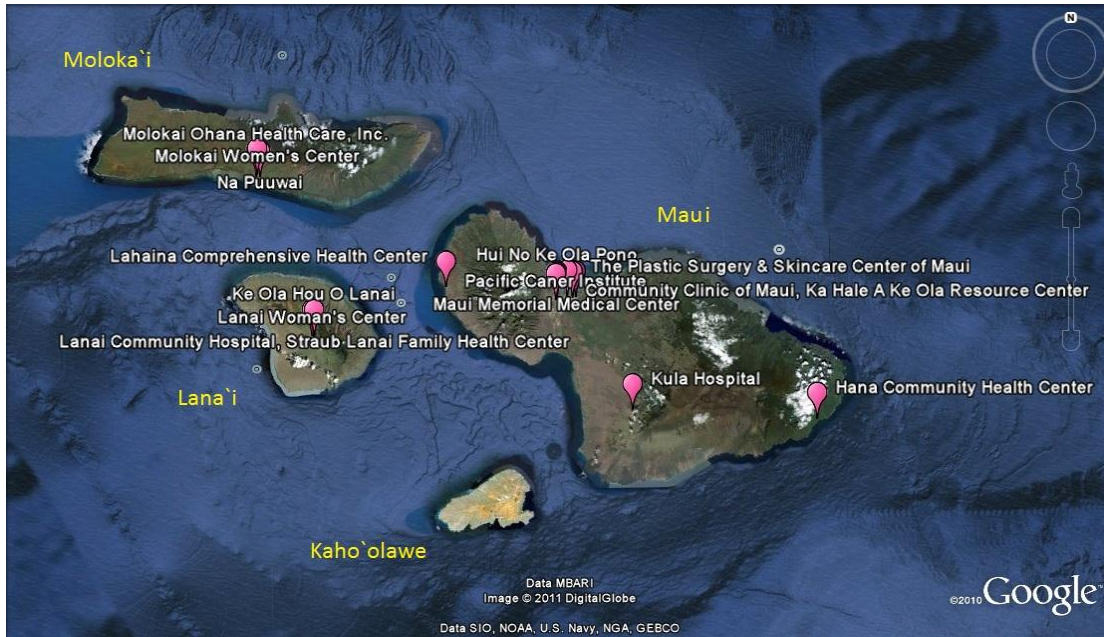 N
Moloka`i
Molokai Ohana Health Care, Inc.
Molokai Women's Center
Na Puuwai
Maui
Lahaina Comprehensive Health Center
Hui No Ke Ola Pono
The Plastic Surgery & Skincare Center of Maui
Pacific Caner Institute
Community Clinic of Maui, Ka Hale A Ke Ola Resource Center
Ke Ola Hou O Lanai
Maui Memorial Medical Center
Lanai Woman's Center
Lanai Community Hospital, Straub Lanai Family Health Center
Kula Hospital
Hana Community Health Center
Lana`i
Kaho`olawe
Data MBARI
Image © 2011 DigitalGlobe
©2010 Google
Data SIO, NOAA, U.S. Navy, NGA, GEBCO